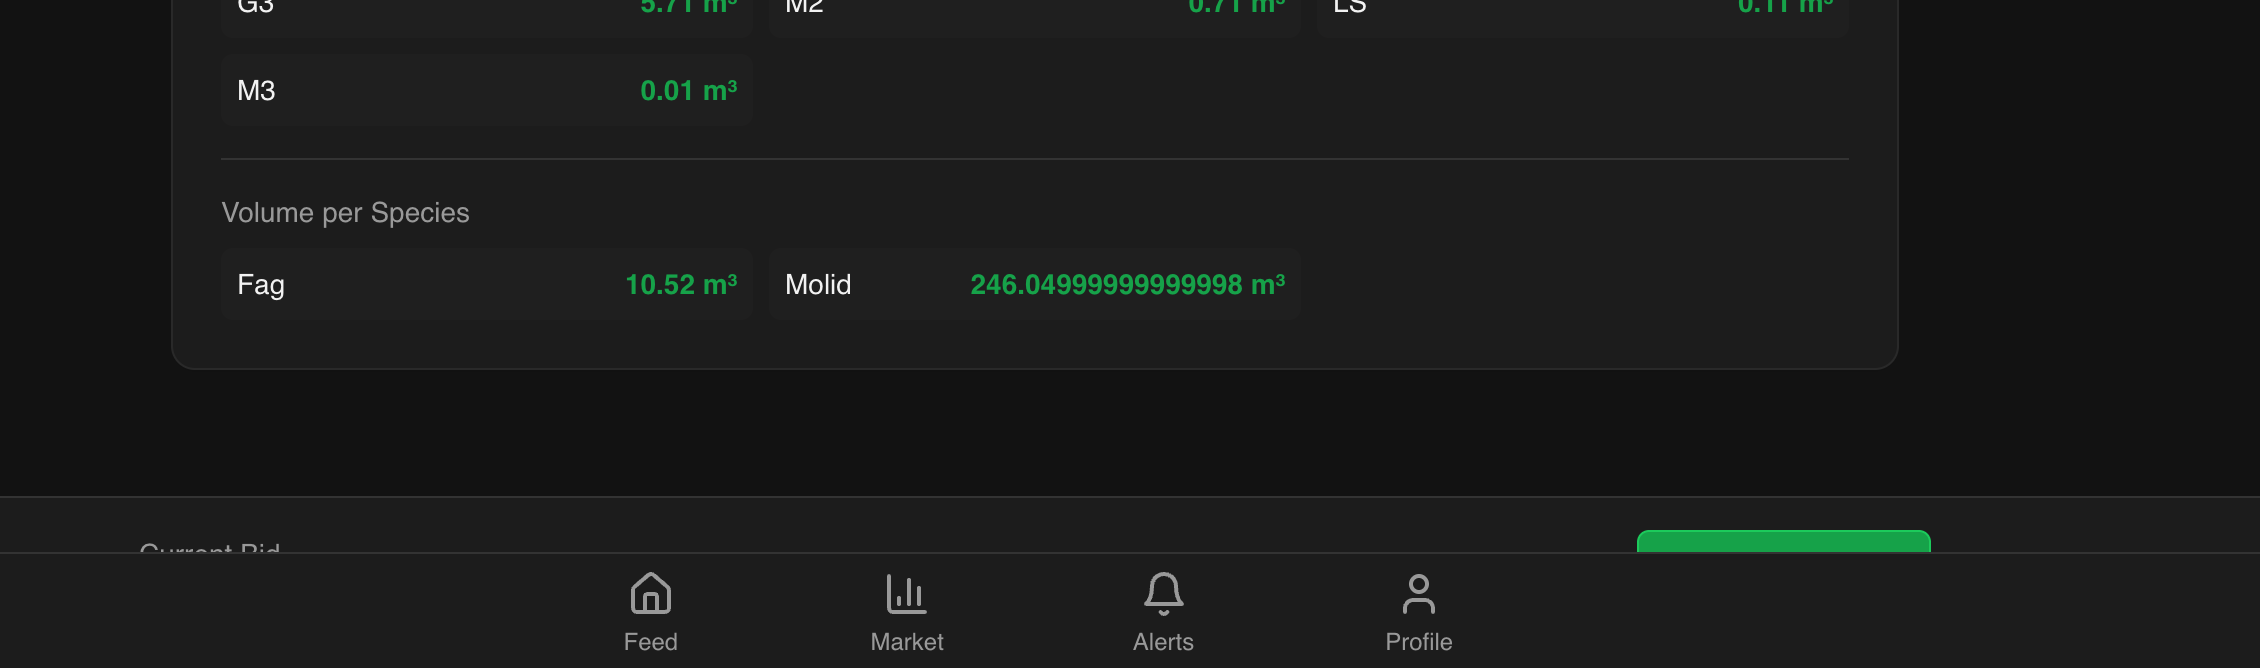 G3 5.71 m³ M2 0.71 m³ LS 0.11 m³
M3 0.01 m³
Volume per Species
Fag 10.52 m³ Molid 246.04999999999998 m³
Current Bid
Feed Market Alerts Profile